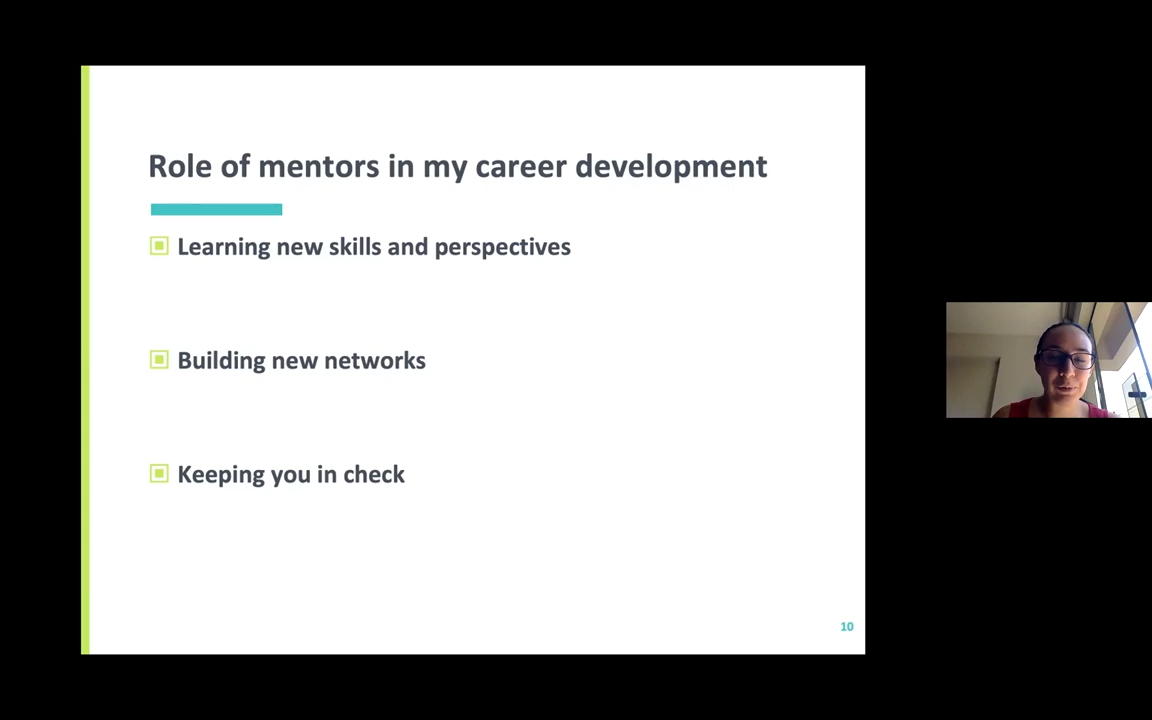 Role of mentors in my career development
Learning new skills and perspectives
Building new networks
Keeping you in check
10